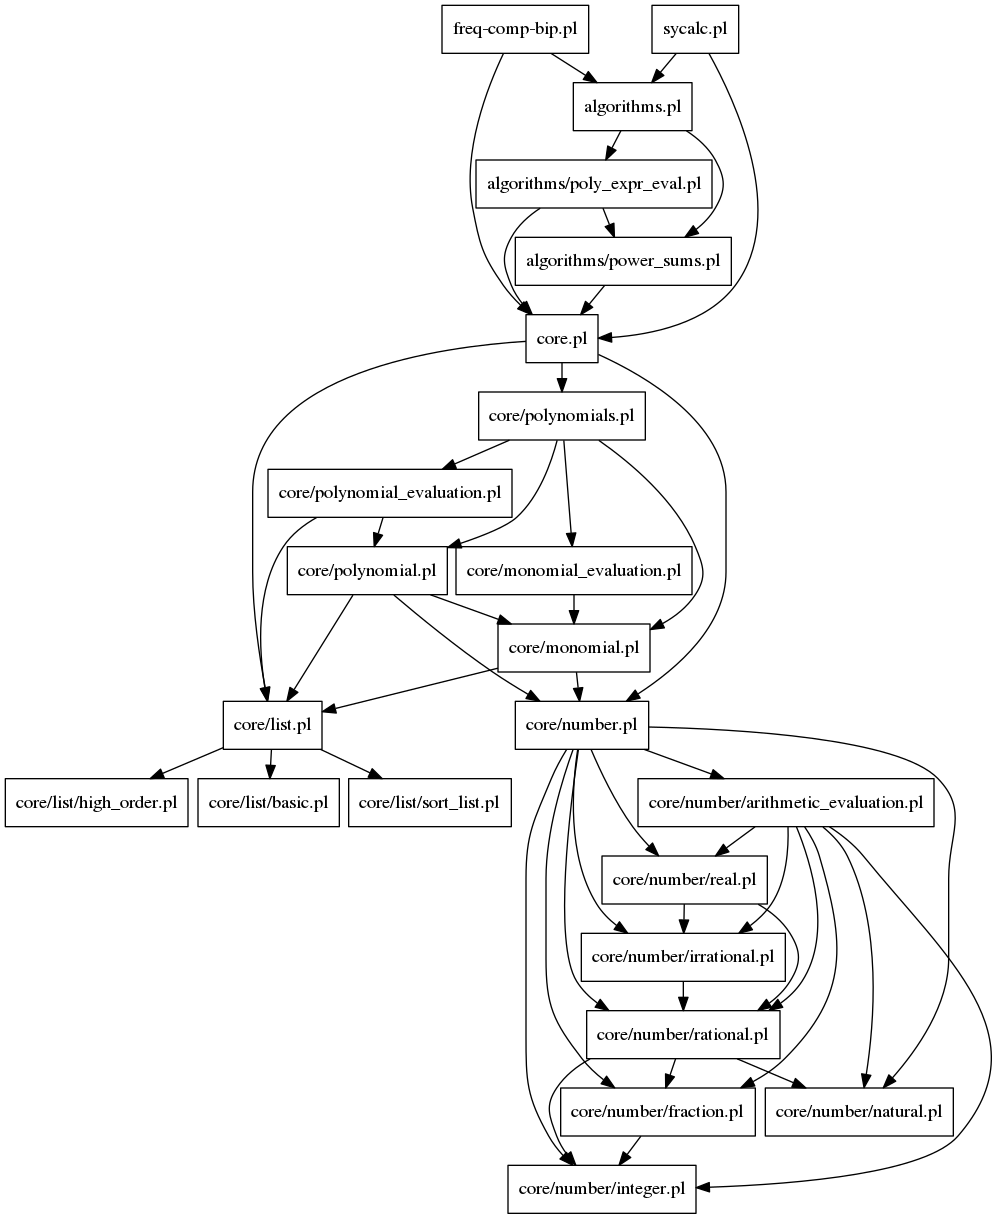 freq-comp-bip.pl
sycalc.pl
algorithms.pl
algorithms/poly_expr_eval.pl
algorithms/power_sums.pl
core.pl
core/polynomials.pl
core/polynomial_evaluation.pl
core/polynomial.pl
core/monomial_evaluation.pl
core/monomial.pl
core/list.pl
core/number.pl
core/list/high_order.pl
core/list/basic.pl
core/list/sort_list.pl
core/number/arithmetic_evaluation.pl
core/number/real.pl
core/number/irrational.pl
core/number/rational.pl
core/number/fraction.pl
core/number/natural.pl
core/number/integer.pl